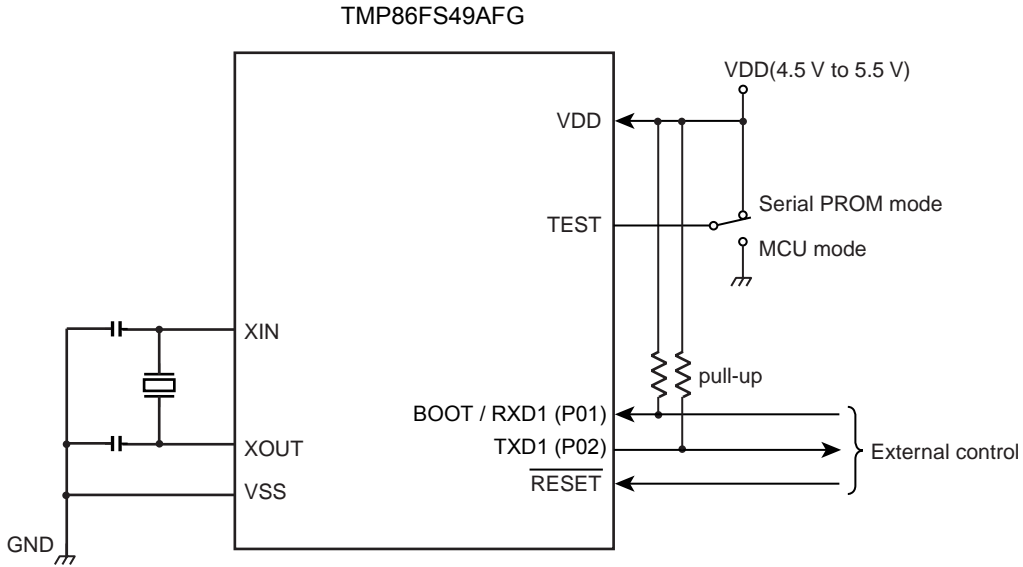 TMP86FS49AFG
VDD(4.5 V to 5.5 V)
VDD
Serial PROM mode
TEST
MCU mode
XIN
pull-up
BOOT / RXD1 (P01)
XOUT
TXD1 (P02)
External control
RESET
VSS
GND